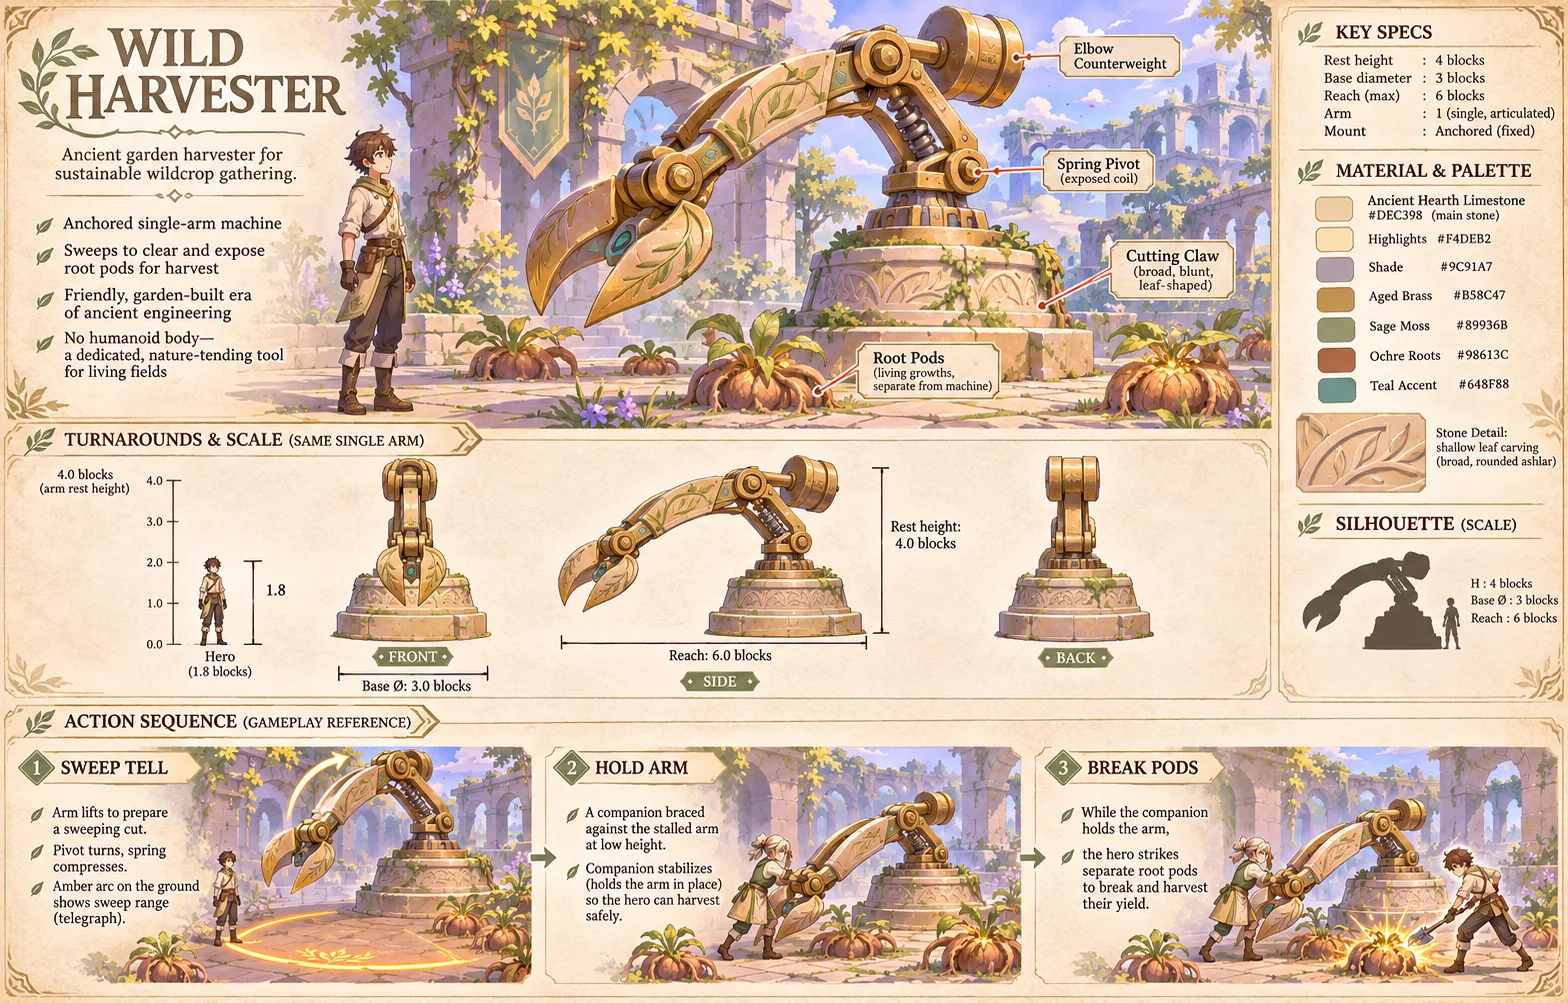 WILD
HARVESTER
Ancient garden harvester for
sustainable wildcrop gathering.
Anchored single-arm machine
Sweeps to clear and expose
root pods for harvest
Friendly, garden-built era
of ancient engineering
No humanoid body—
a dedicated, nature-tending tool
for living fields
Elbow
Counterweight
Spring Pivot
(exposed coil)
Cutting Claw
(broad, blunt,
leaf-shaped)
Root Pods
(living growths,
separate from machine)
KEY SPECS
Rest height : 4 blocks
Base diameter : 3 blocks
Reach (max) : 6 blocks
Arm : 1 (single, articulated)
Mount : Anchored (fixed)
MATERIAL & PALETTE
Ancient Hearth Limestone
#DEC398 (main stone)
Highlights #F4DEB2
Shade #9C91A7
Aged Brass #B58C47
Sage Moss #89936B
Ochre Roots #98613C
Teal Accent #648F88
Stone Detail:
shallow leaf carving
(broad, rounded ashlar)
SILHOUETTE (SCALE)
H : 4 blocks
Base Ø : 3 blocks
Reach : 6 blocks
TURNAROUNDS & SCALE (SAME SINGLE ARM)
4.0 blocks
(arm rest height)
4.0
3.0
2.0
1.0
0.0
1.8
Hero
(1.8 blocks)
FRONT
Base Ø: 3.0 blocks
Reach: 6.0 blocks
SIDE
Rest height:
4.0 blocks
BACK
ACTION SEQUENCE (GAMEPLAY REFERENCE)
1 SWEEP TELL
Arm lifts to prepare
a sweeping cut.
Pivot turns, spring
compresses.
Amber arc on the ground
shows sweep range
(telegraph).
2 HOLD ARM
A companion braced
against the stalled arm
at low height.
Companion stabilizes
(holds the arm in place)
so the hero can harvest
safely.
3 BREAK PODS
While the companion
holds the arm,
the hero strikes
separate root pods
to break and harvest
their yield.